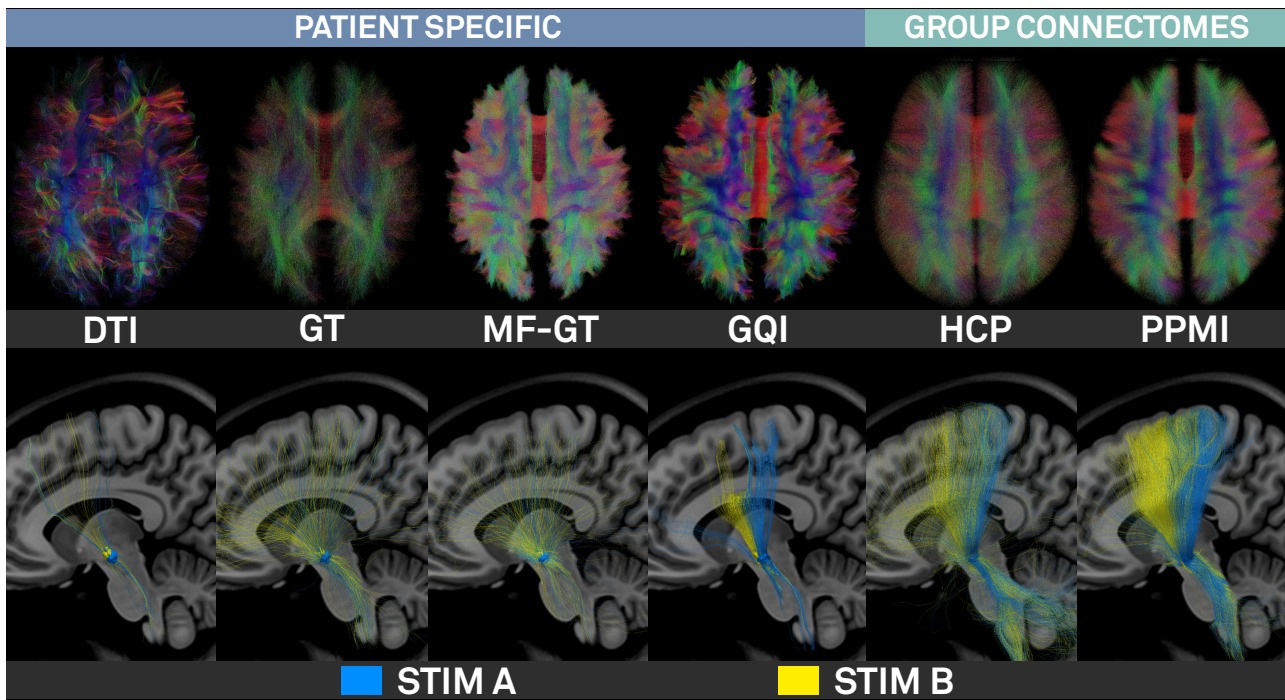 PATIENT SPECIFIC GROUP CONNECTOMES
DTI GT MF-GT GQI HCP PPMI
STIM A STIM B